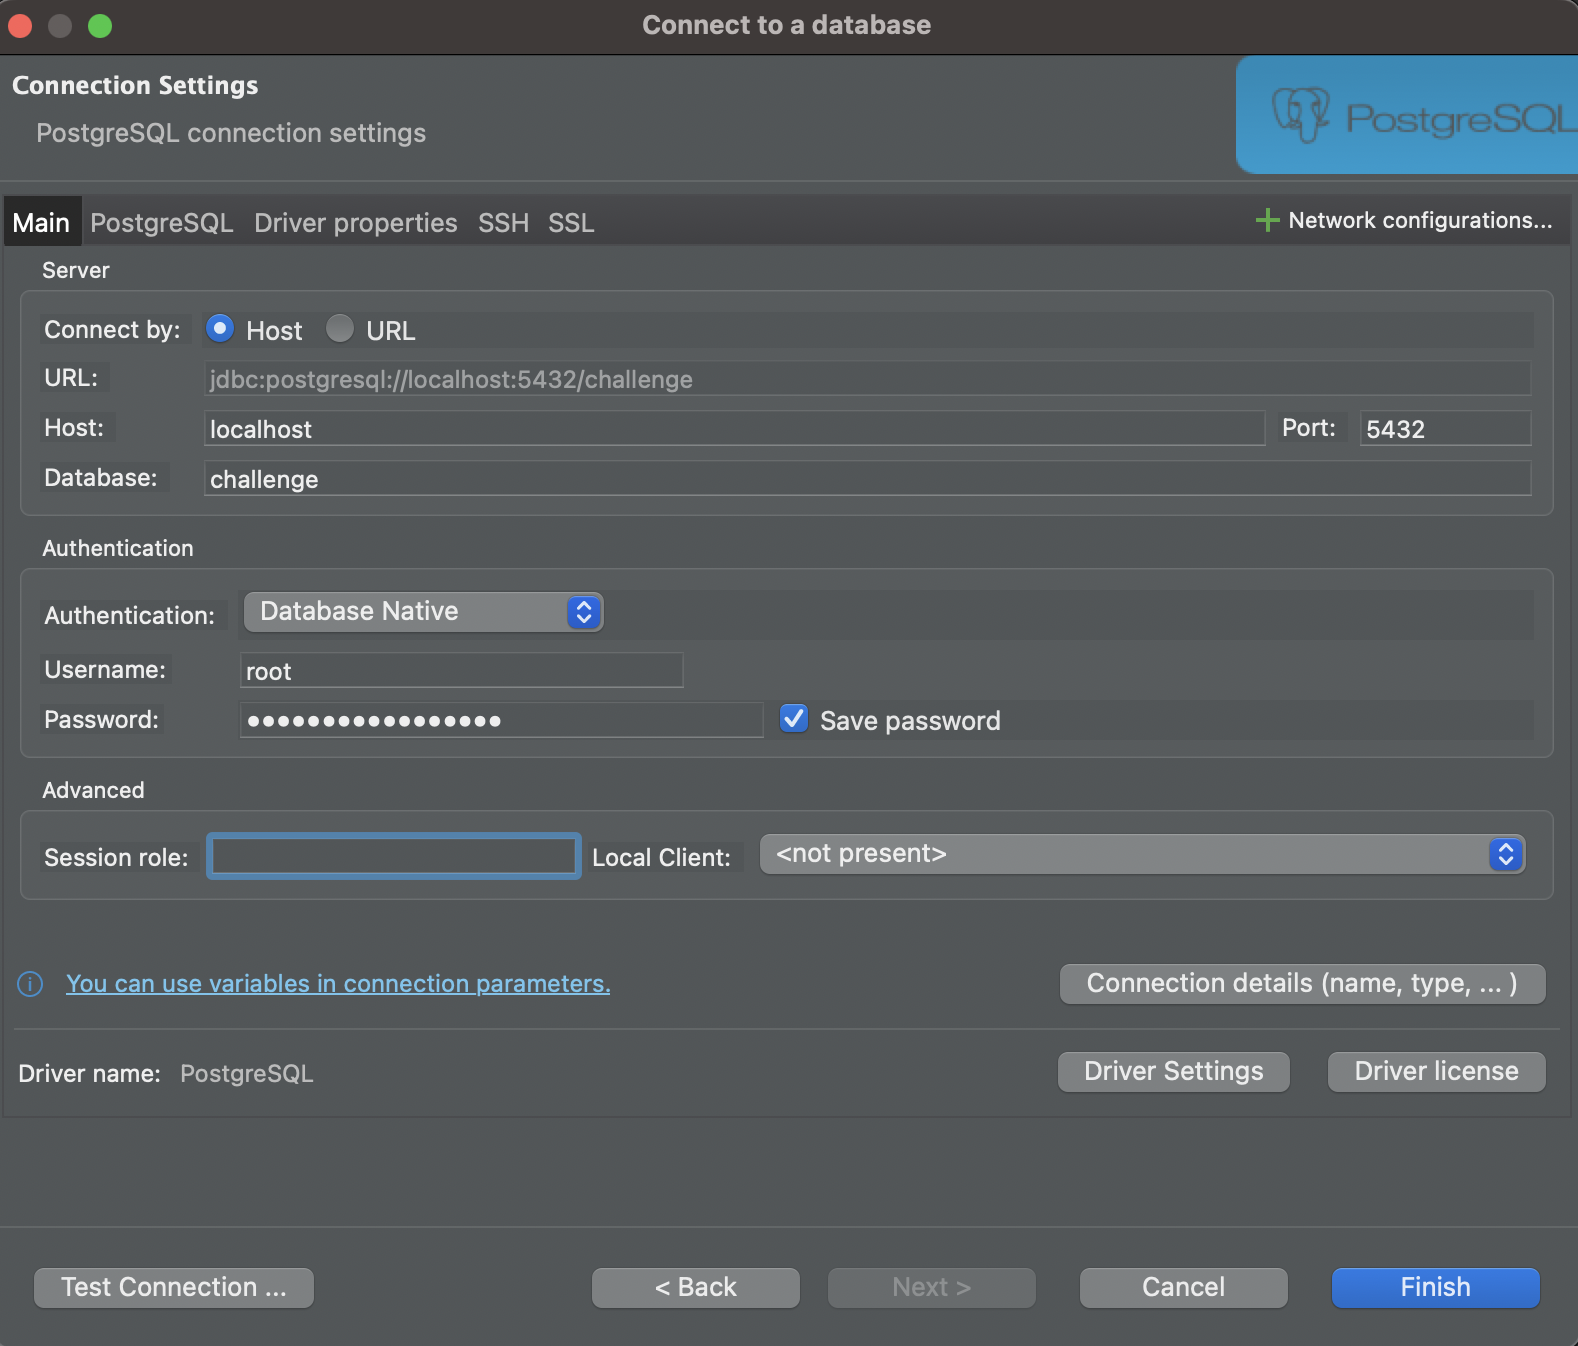 Connect to a database
Connection Settings
PostgreSQL connection settings
PostgreSQL
Main PostgreSQL Driver properties SSH SSL Network configurations...
Server
Connect by: Host URL
URL: jdbc:postgresql://localhost:5432/challenge
Host: localhost Port: 5432
Database: challenge
Authentication
Authentication: Database Native
Username: root
Password: ••••••••••••••••• Save password
Advanced
Session role: Local Client: <not present>
You can use variables in connection parameters. Connection details (name, type, ... )
Driver name: PostgreSQL Driver Settings Driver license
Test Connection ... < Back Next > Cancel Finish